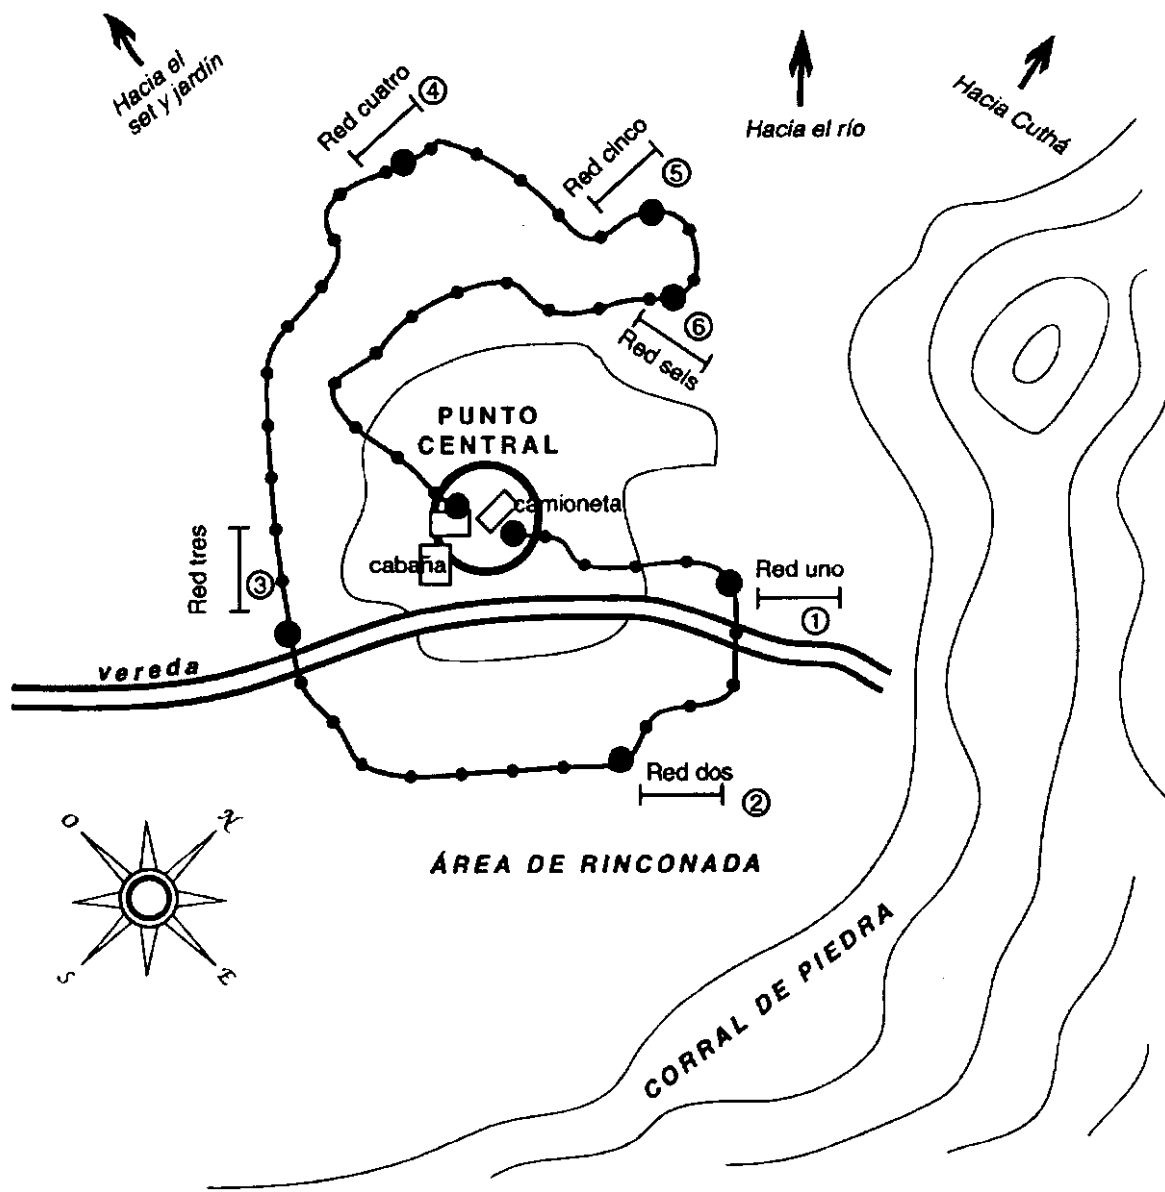 Hacia el
set y jardín
Red cuatro
④
Hacia el río
Hacia Cuthá
Red cinco
⑤
⑥
Red seis
PUNTO
CENTRAL
camioneta
cabaña
Red tres
③
Red uno
①
vereda
Red dos
②
ÁREA DE RINCONADA
O
N
S
E
CORRAL DE PIEDRA